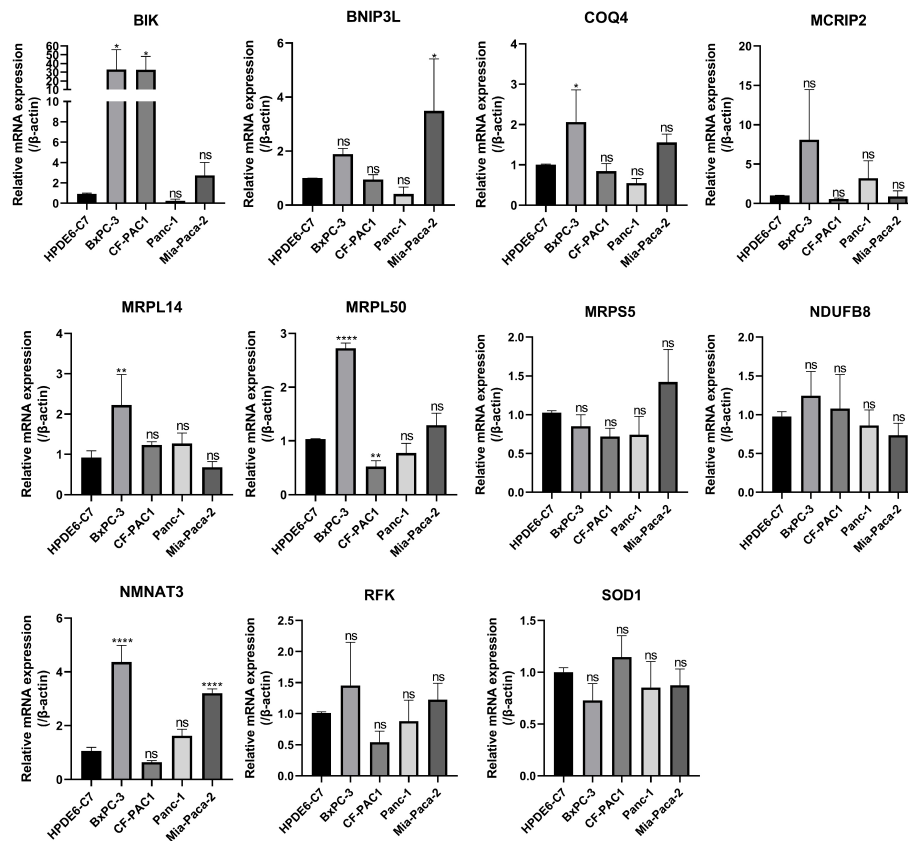 BIK
Relative mRNA expression
(/β-actin)
60
50
40
30
20
10
10
8
6
4
2
0
*
*
ns
ns
HPDE6-C7
BxPC-3
CF-PAC1
Panc-1
Mia-Paca-2
BNIP3L
Relative mRNA expression
(/β-actin)
6
4
2
0
ns
ns
ns
*
HPDE6-C7
BxPC-3
CF-PAC1
Panc-1
Mia-Paca-2
COQ4
Relative mRNA expression
(/β-actin)
4
3
2
1
0
*
ns
ns
ns
HPDE6-C7
BxPC-3
CF-PAC1
Panc-1
Mia-Paca-2
MCRIP2
Relative mRNA expression
(/β-actin)
20
15
10
5
0
ns
ns
ns
ns
HPDE6-C7
BxPC-3
CF-PAC1
Panc-1
Mia-Paca-2
MRPL14
Relative mRNA expression
(/β-actin)
4
3
2
1
0
**
ns
ns
ns
HPDE6-C7
BxPC-3
CF-PAC1
Panc-1
Mia-Paca-2
MRPL50
Relative mRNA expression
(/β-actin)
3
2
1
0
****
**
ns
ns
HPDE6-C7
BxPC-3
CF-PAC1
Panc-1
Mia-Paca-2
MRPS5
Relative mRNA expression
(/β-actin)
2.0
1.5
1.0
0.5
0.0
ns
ns
ns
ns
HPDE6-C7
BxPC-3
CF-PAC1
Panc-1
Mia-Paca-2
NDUFB8
Relative mRNA expression
(/β-actin)
2.0
1.5
1.0
0.5
0.0
ns
ns
ns
ns
HPDE6-C7
BxPC-3
CF-PAC1
Panc-1
Mia-Paca-2
NMNAT3
Relative mRNA expression
(/β-actin)
6
4
2
0
****
ns
ns
****
HPDE6-C7
BxPC-3
CF-PAC1
Panc-1
Mia-Paca-2
RFK
Relative mRNA expression
(/β-actin)
2.5
2.0
1.5
1.0
0.5
0.0
ns
ns
ns
ns
HPDE6-C7
BxPC-3
CF-PAC1
Panc-1
Mia-Paca-2
SOD1
Relative mRNA expression
(/β-actin)
1.5
1.0
0.5
0.0
ns
ns
ns
ns
HPDE6-C7
BxPC-3
CF-PAC1
Panc-1
Mia-Paca-2